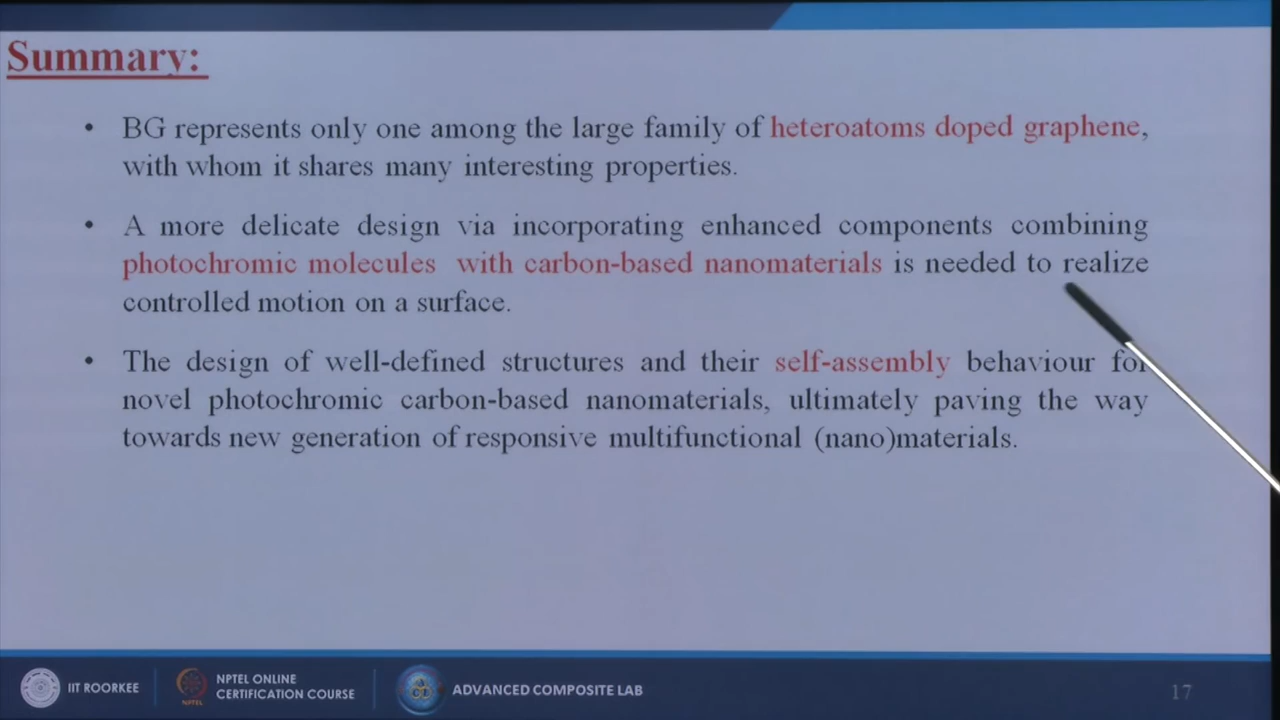 Summary:
• BG represents only one among the large family of heteroatoms doped graphene,
with whom it shares many interesting properties.
• A more delicate design via incorporating enhanced components combining
photochromic molecules with carbon-based nanomaterials is needed to realize
controlled motion on a surface.
• The design of well-defined structures and their self-assembly behaviour for
novel photochromic carbon-based nanomaterials, ultimately paving the way
towards new generation of responsive multifunctional (nano)materials.
IIT ROORKEE
NPTEL
NPTEL ONLINE
CERTIFICATION COURSE
ADVANCED COMPOSITE LAB
17